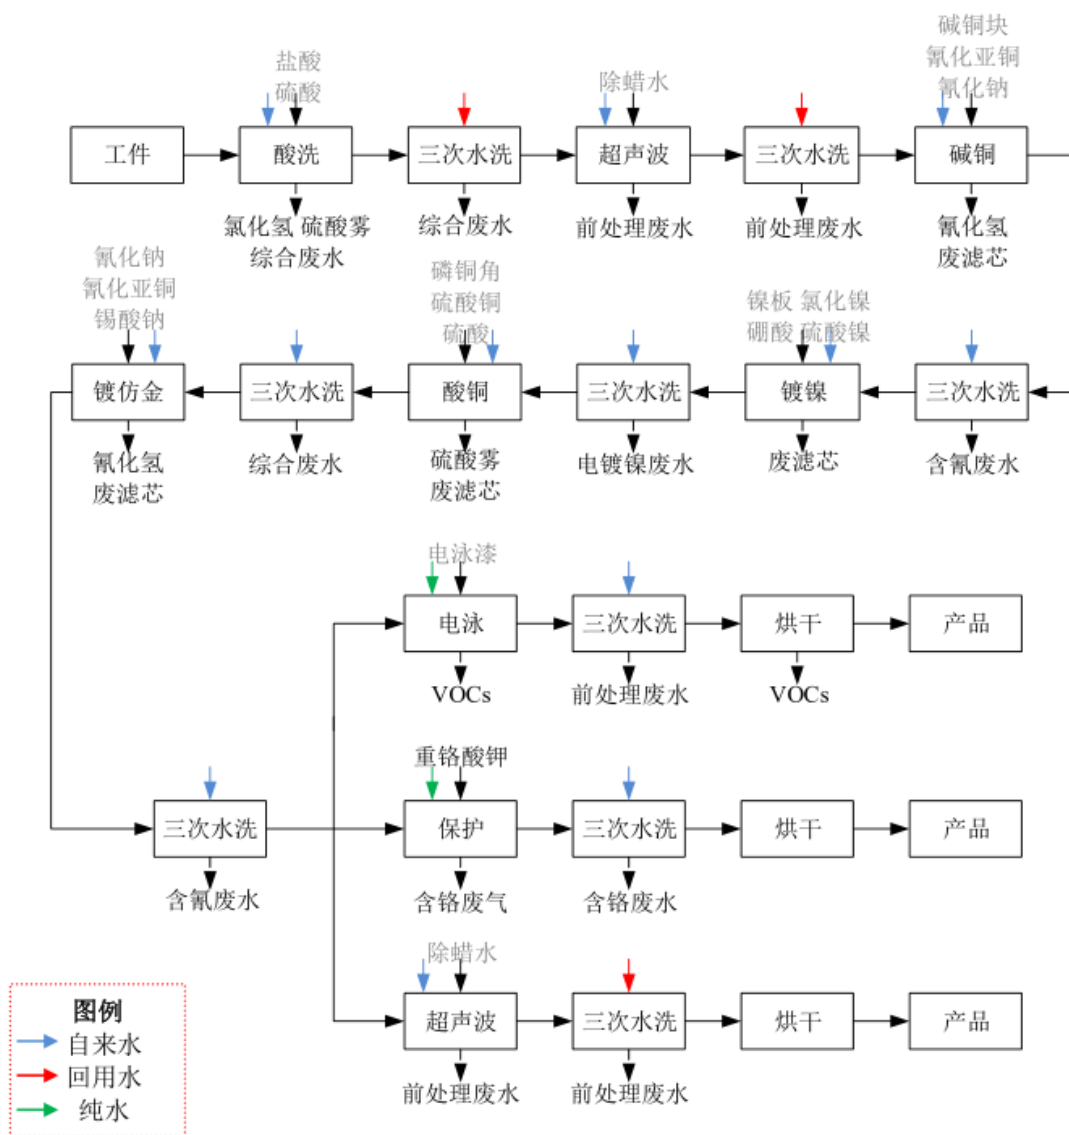 盐酸
硫酸
除蜡水
碱铜块
氰化亚铜
氰化钠
工件
酸洗
三次水洗
超声波
三次水洗
碱铜
氯化氢 硫酸雾
综合废水
综合废水
前处理废水
前处理废水
氰化氢
废滤芯
氰化钠
氰化亚铜
锡酸钠
磷铜角
硫酸铜
硫酸
镍板 氯化镍
硼酸 硫酸镍
镀仿金
三次水洗
酸铜
三次水洗
镀镍
三次水洗
氰化氢
废滤芯
综合废水
硫酸雾
废滤芯
电镀镍废水
废滤芯
含氰废水
电泳漆
电泳
三次水洗
烘干
产品
VOCs
前处理废水
VOCs
重铬酸钾
三次水洗
保护
三次水洗
烘干
产品
含氰废水
含铬废气
含铬废水
除蜡水
超声波
三次水洗
烘干
产品
前处理废水
前处理废水
图例
自来水
回用水
纯水